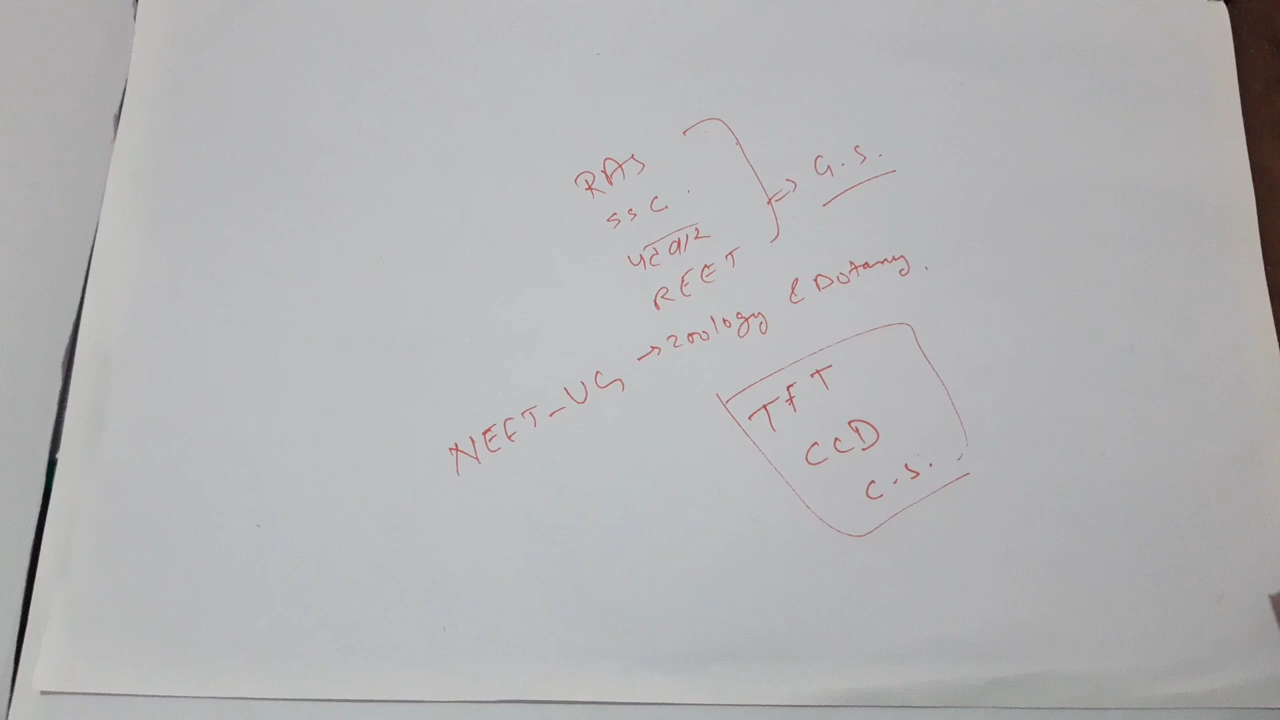 RAS
SSC
पटवार
REET
⇒ G.S.
NEET-UG → Zoology & Botany.
TFT
CCD
C.S.